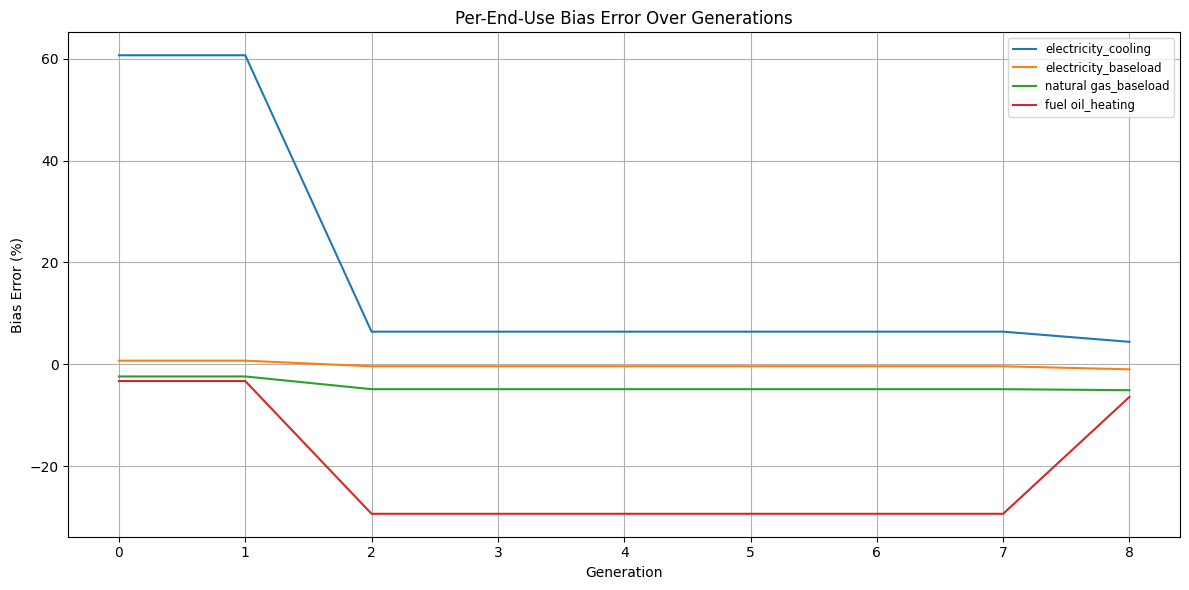 Per-End-Use Bias Error Over Generations
electricity_cooling
electricity_baseload
natural gas_baseload
fuel oil_heating
Bias Error (%)
60
40
20
0
−20
0 1 2 3 4 5 6 7 8
Generation